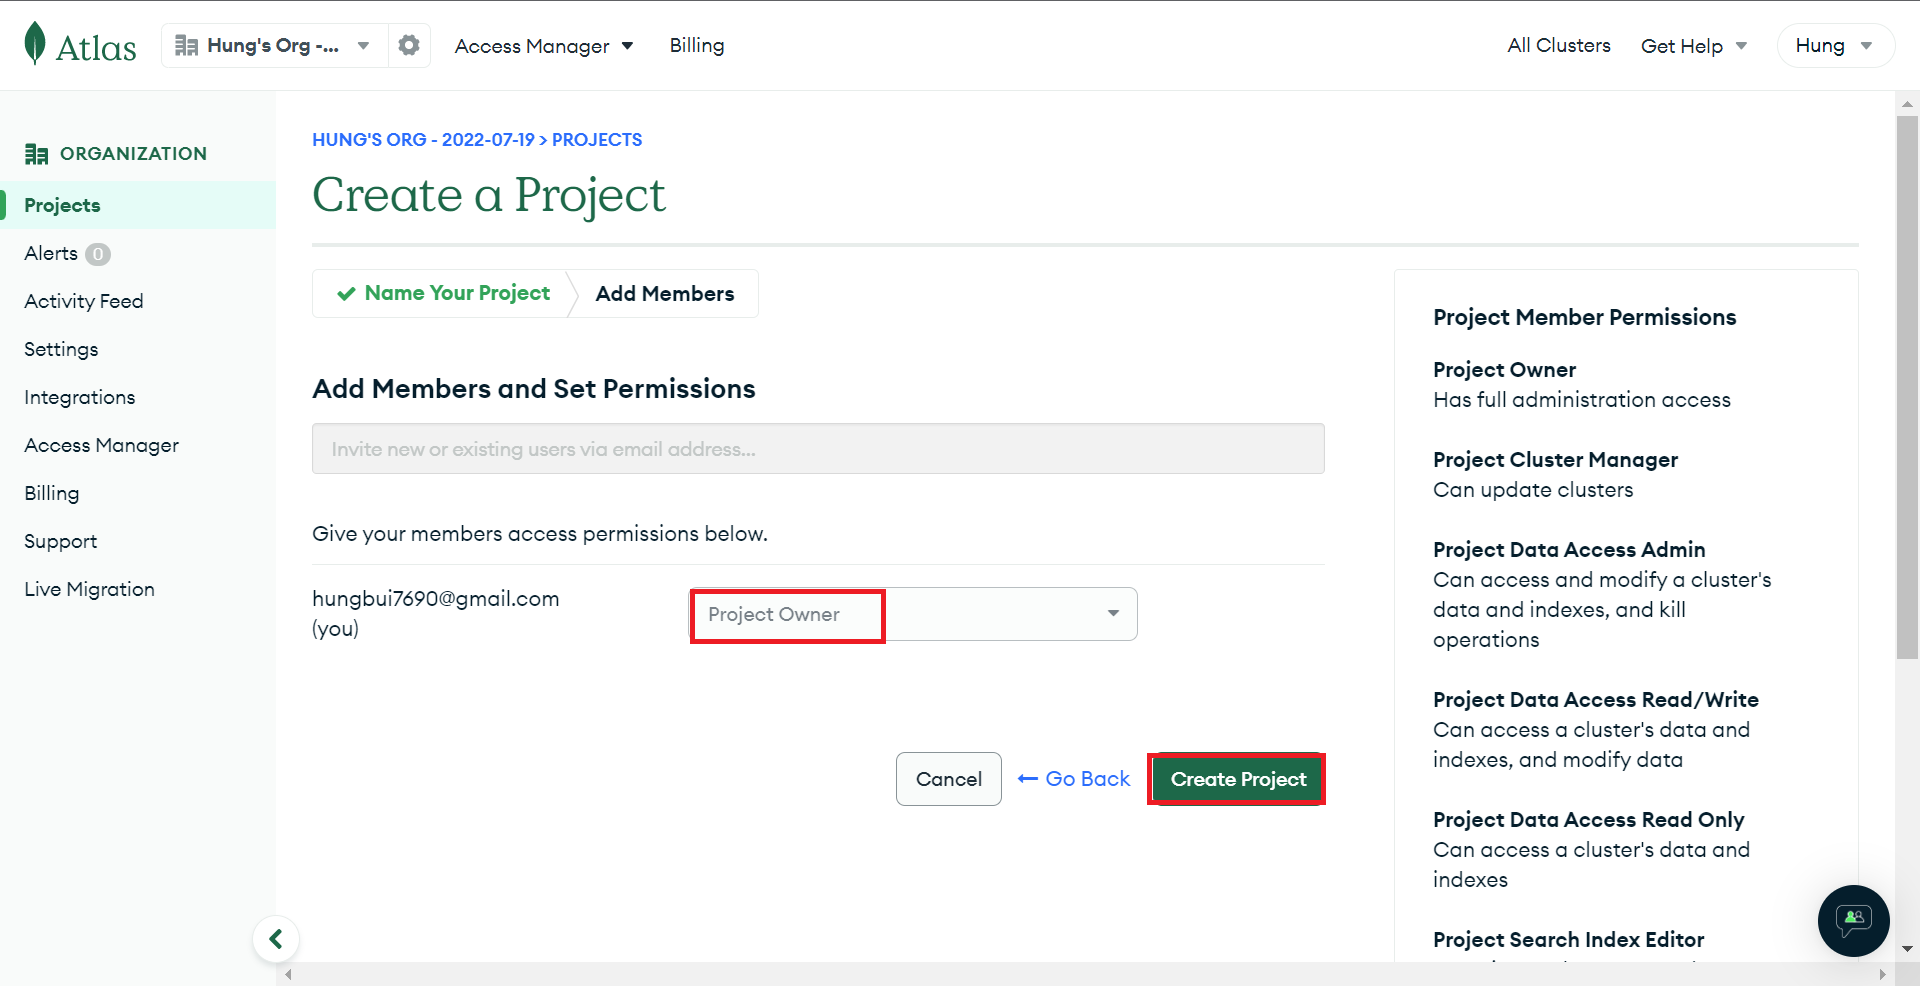 Atlas
Hung's Org -...
Access Manager
Billing
All Clusters
Get Help
Hung
ORGANIZATION
Projects
Alerts 0
Activity Feed
Settings
Integrations
Access Manager
Billing
Support
Live Migration
HUNG'S ORG - 2022-07-19 > PROJECTS
Create a Project
Name Your Project
Add Members
Add Members and Set Permissions
Invite new or existing users via email address...
Give your members access permissions below.
hungbui7690@gmail.com
(you)
Project Owner
Cancel
Go Back
Create Project
Project Member Permissions
Project Owner
Has full administration access
Project Cluster Manager
Can update clusters
Project Data Access Admin
Can access and modify a cluster's
data and indexes, and kill
operations
Project Data Access Read/Write
Can access a cluster's data and
indexes, and modify data
Project Data Access Read Only
Can access a cluster's data and
indexes
Project Search Index Editor